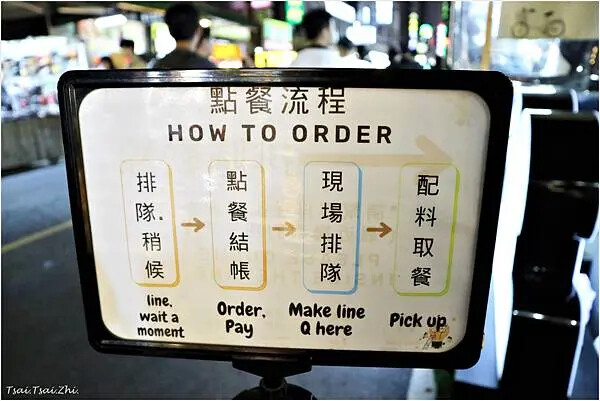 點餐流程
HOW TO ORDER
排隊.稍候
點餐結帳
現場排隊
配料取餐
line,
wait a
moment
Order,
Pay
Make line
Q here
Pick up
Tsai.Tsai.Zhi.